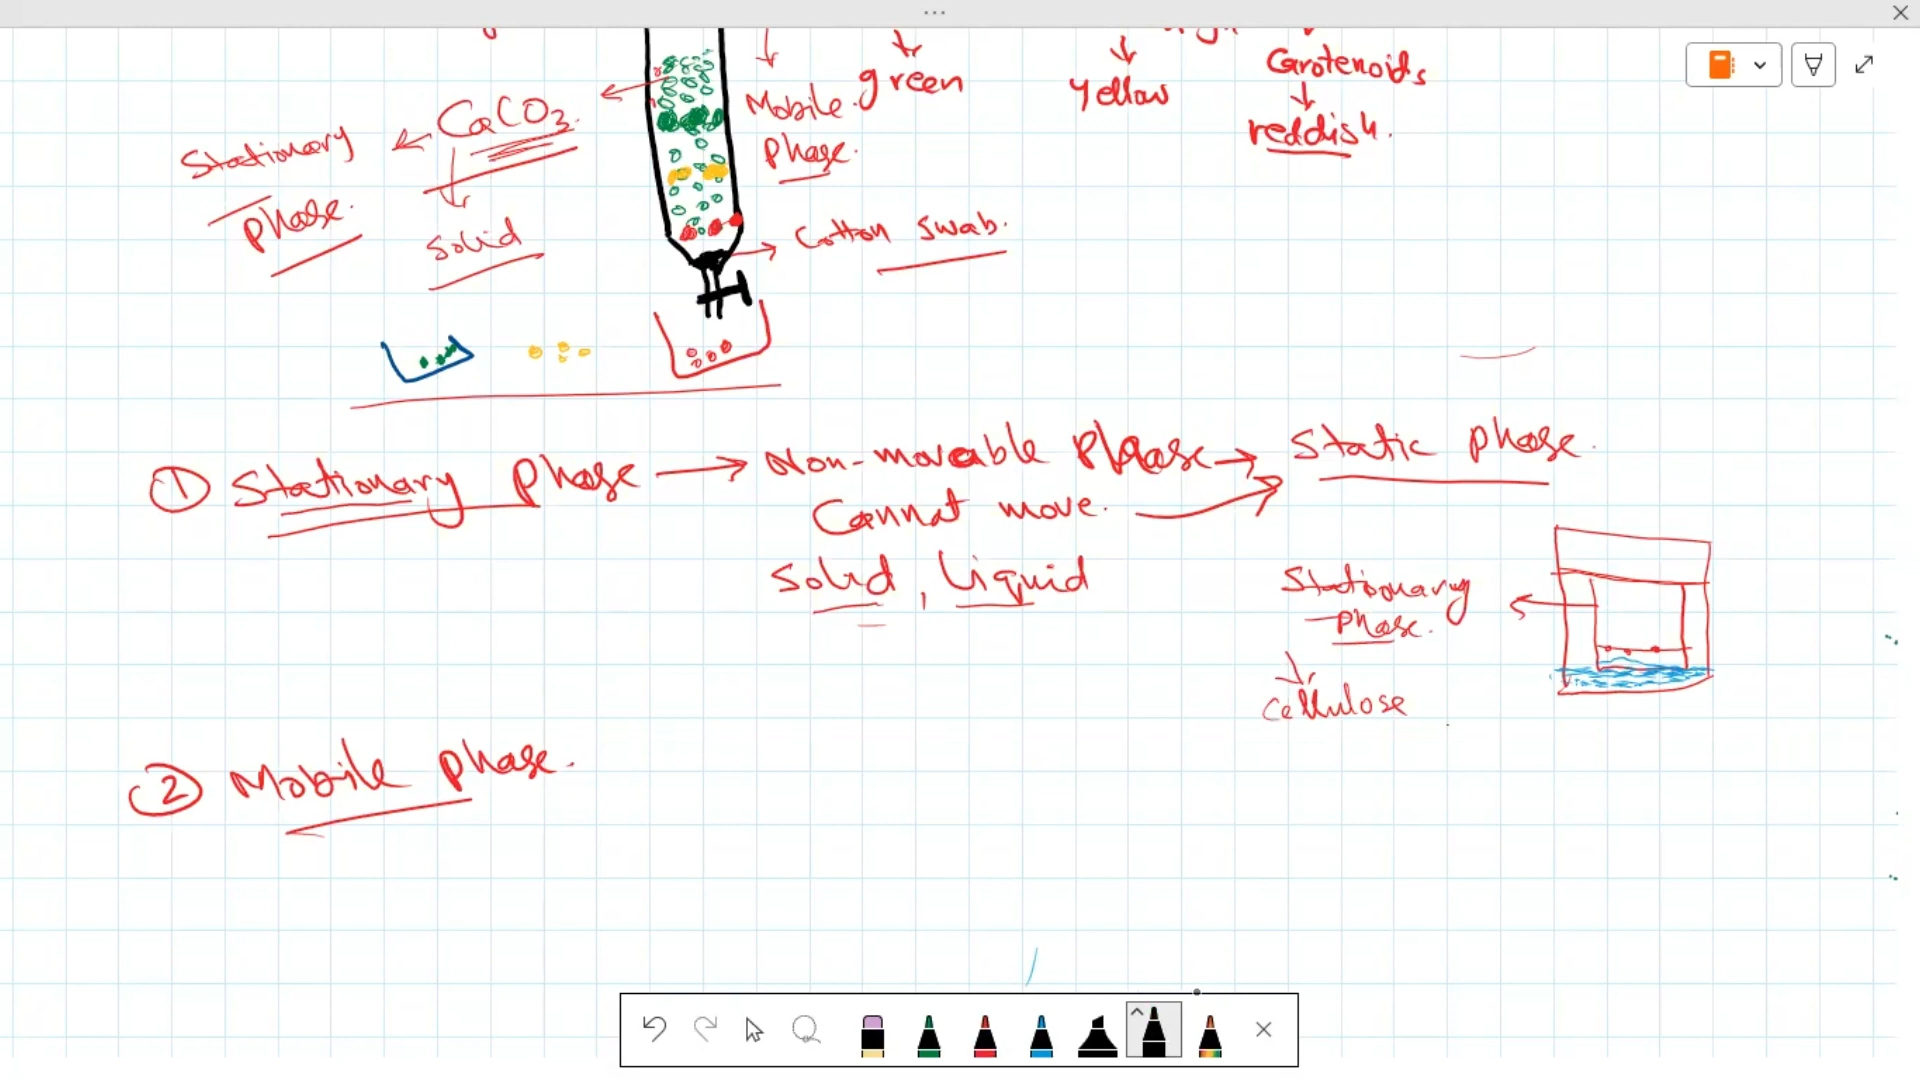 green
yellow
Carotenoids
reddish.
Mobile
phase.
CaCO3.
Stationary
phase.
solid
Cotton swab.
① Stationary phase → Non-movable phase → Static phase.
Cannot move.
solid, liquid
Stationary
phase.
cellulose
② Mobile phase.